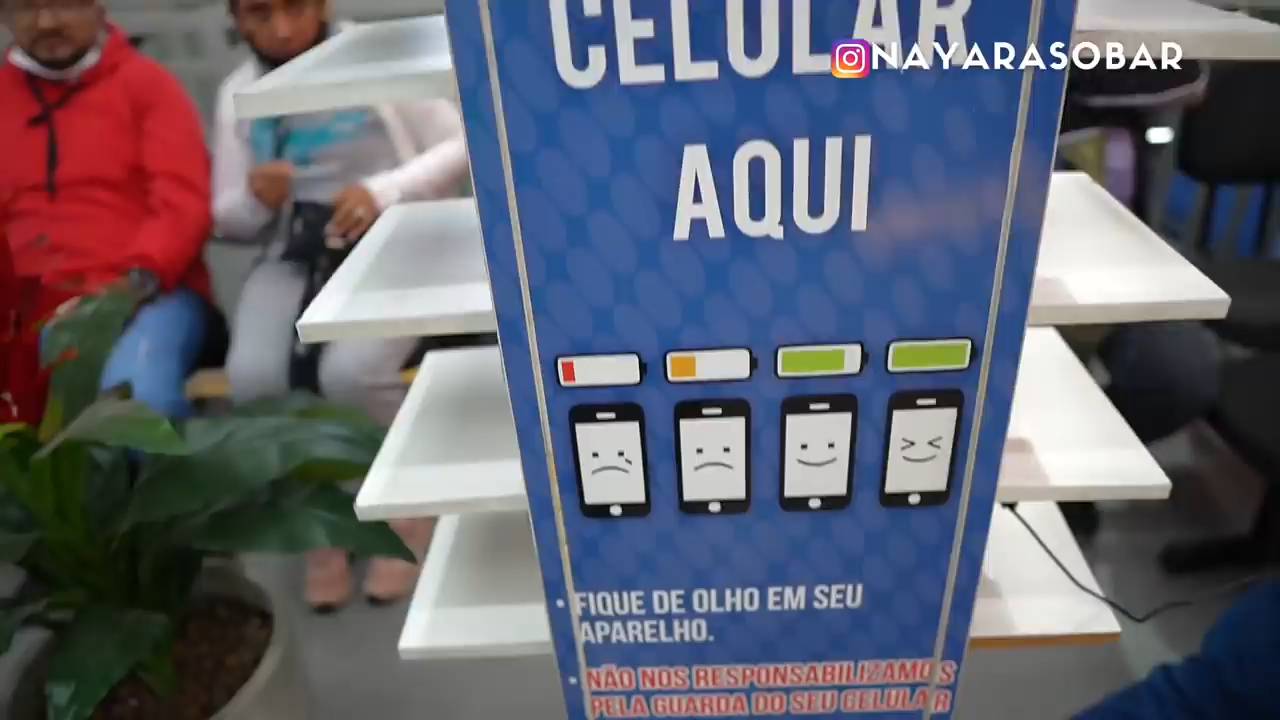 CELULAR
NAYARASOBAR
AQUI
• FIQUE DE OLHO EM SEU
APARELHO.
• NÃO NOS RESPONSABILIZAMOS
PELA GUARDA DO SEU CELULAR